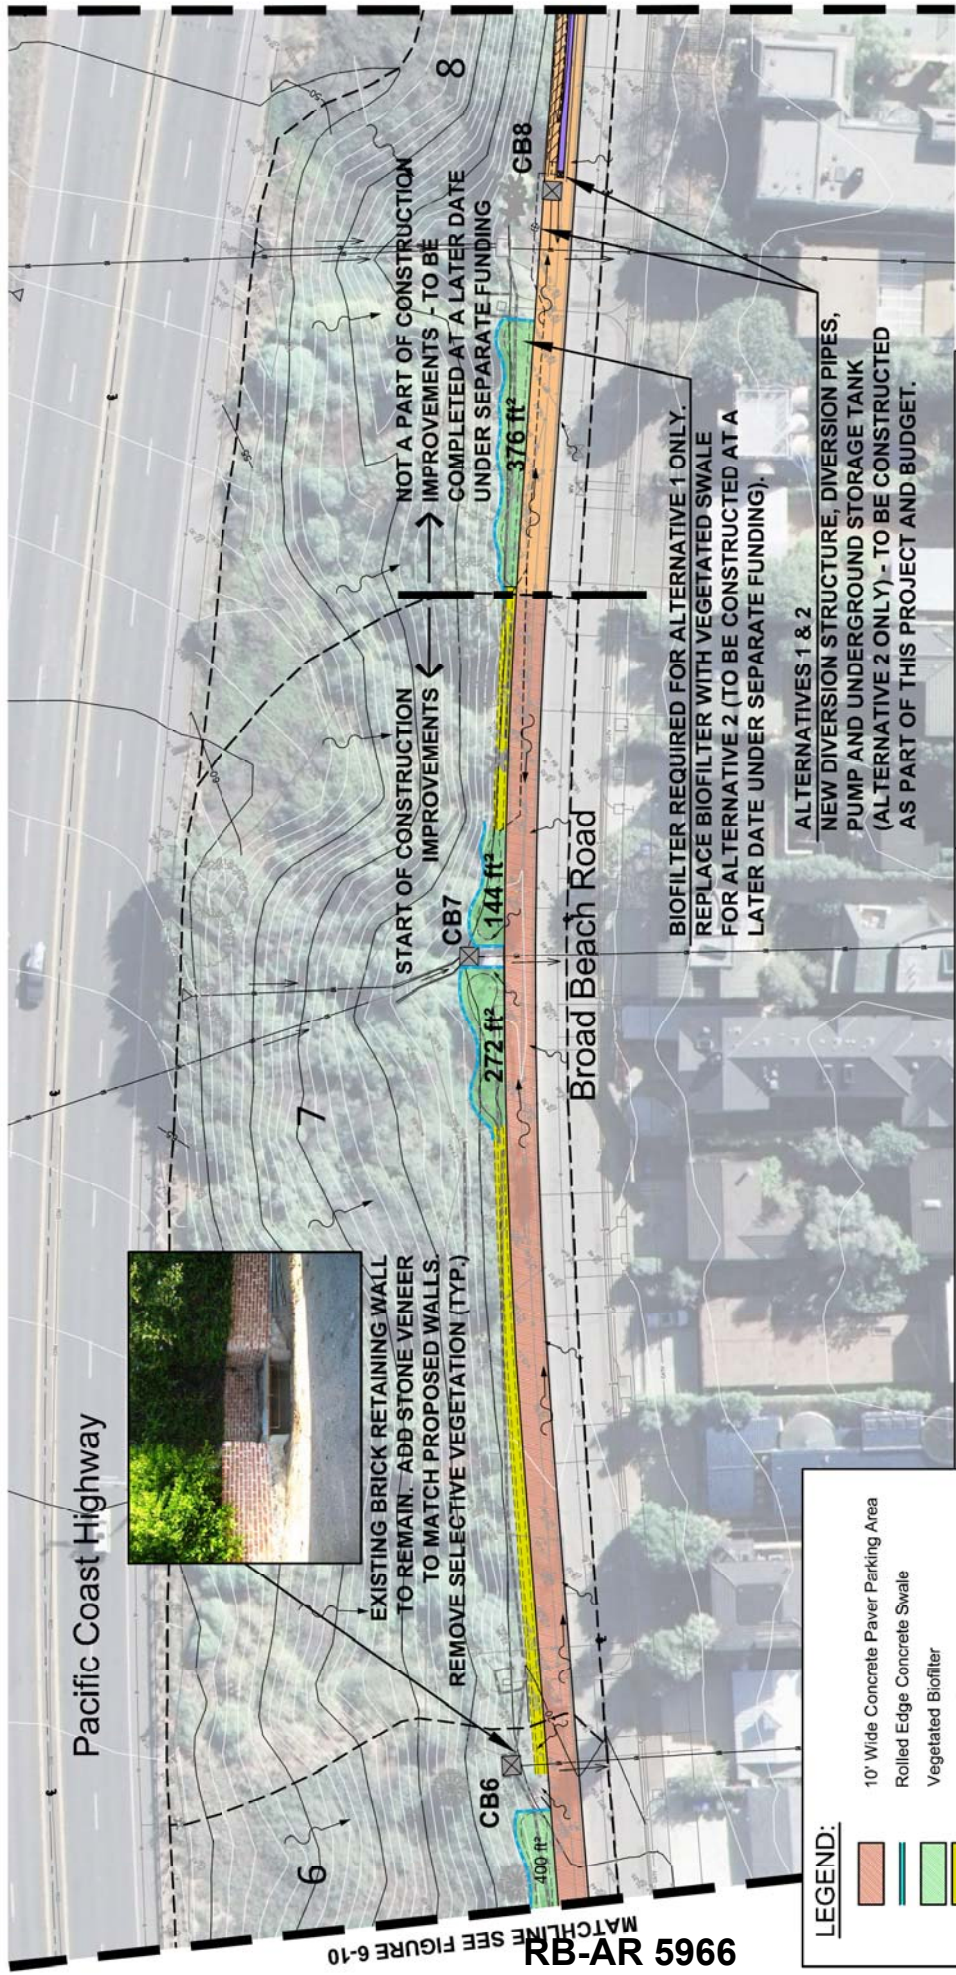 Pacific Coast Highway
EXISTING BRICK RETAINING WALL
TO REMAIN. ADD STONE VENEER
TO MATCH PROPOSED WALLS.
REMOVE SELECTIVE VEGETATION (TYP.)
6
7
8
CB6
CB7
CB8
START OF CONSTRUCTION
IMPROVEMENTS
NOT A PART OF CONSTRUCTION
IMPROVEMENTS - TO BE
COMPLETED AT A LATER DATE
UNDER SEPARATE FUNDING
400 ft²
272 ft²
144 ft²
376 ft²
Broad Beach Road
BIOFILTER REQUIRED FOR ALTERNATIVE 1 ONLY.
REPLACE BIOFILTER WITH VEGETATED SWALE
FOR ALTERNATIVE 2 (TO BE CONSTRUCTED AT A
LATER DATE UNDER SEPARATE FUNDING).
ALTERNATIVES 1 & 2
NEW DIVERSION STRUCTURE, DIVERSION PIPES,
PUMP AND UNDERGROUND STORAGE TANK
(ALTERNATIVE 2 ONLY) - TO BE CONSTRUCTED
AS PART OF THIS PROJECT AND BUDGET.
LEGEND:
10' Wide Concrete Paver Parking Area
Rolled Edge Concrete Swale
Vegetated Biofilter
MATCHLINE SEE FIGURE 6-10
RB-AR 5966